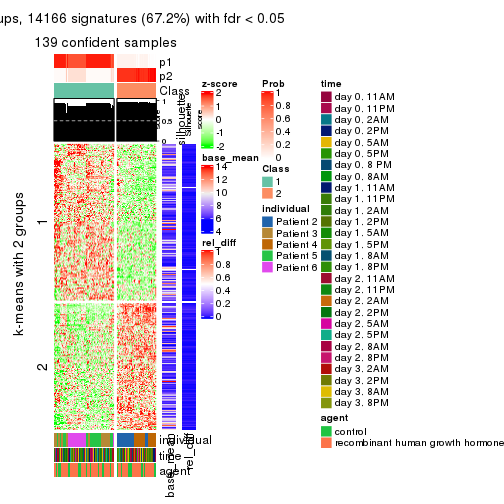 ups, 14166 signatures (67.2%) with fdr < 0.05
139 confident samples
p1
p2
Class
1
0.5
0
silhouette
score
Silhouette
k-means with 2 groups
1
2
individual
time
agent
base_mean
rel_diff
z-score
2
1
0
-1
-2
base_mean
14
12
10
8
6
4
rel_diff
1
0.8
0.6
0.4
0.2
0
Prob
1
0.8
0.6
0.4
0.2
0
Class
1
2
individual
Patient 2
Patient 3
Patient 4
Patient 5
Patient 6
time
day 0. 11AM
day 0. 11PM
day 0. 2AM
day 0. 2PM
day 0. 5AM
day 0. 5PM
day 0. 8 PM
day 0. 8AM
day 1. 11AM
day 1. 11PM
day 1. 2AM
day 1. 2PM
day 1. 5AM
day 1. 5PM
day 1. 8AM
day 1. 8PM
day 2. 11AM
day 2. 11PM
day 2. 2AM
day 2. 2PM
day 2. 5AM
day 2. 5PM
day 2. 8AM
day 2. 8PM
day 3. 2AM
day 3. 2PM
day 3. 8AM
day 3. 8PM
agent
control
recombinant human growth hormone